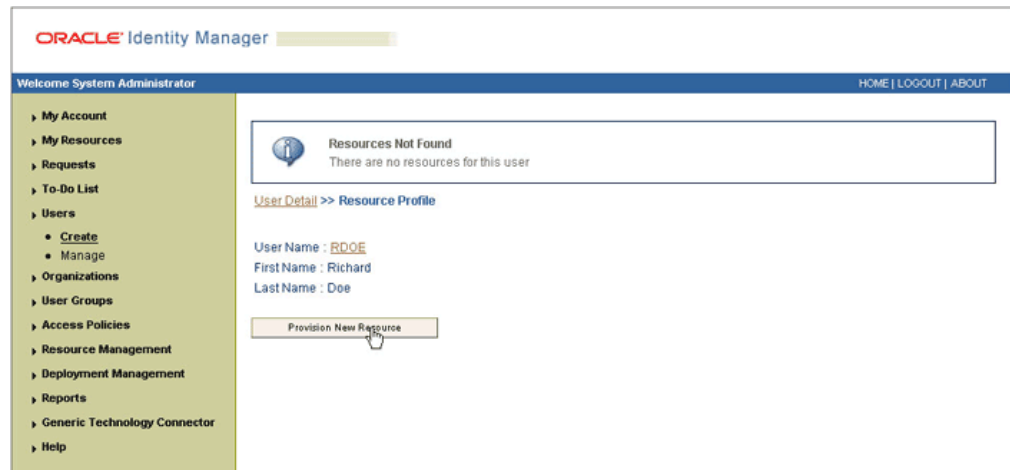 ORACLE Identity Manager
Welcome System Administrator
HOME | LOGOUT | ABOUT
My Account
My Resources
Requests
To-Do List
Users
Create
Manage
Organizations
User Groups
Access Policies
Resource Management
Deployment Management
Reports
Generic Technology Connector
Help
Resources Not Found
There are no resources for this user
User Detail >> Resource Profile
User Name : RDOE
First Name : Richard
Last Name : Doe
Provision New Resource